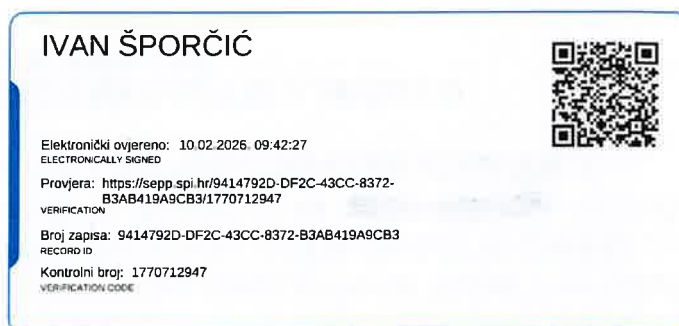 IVAN ŠPORČIĆ
Elektronički ovjereno: 10.02.2026. 09:42:27
ELECTRONICALLY SIGNED
Provjera: https://sepp.spi.hr/9414792D-DF2C-43CC-8372-
B3AB419A9CB3/1770712947
VERIFICATION
Broj zapisa: 9414792D-DF2C-43CC-8372-B3AB419A9CB3
RECORD ID
Kontrolni broj: 1770712947
VERIFICATION CODE